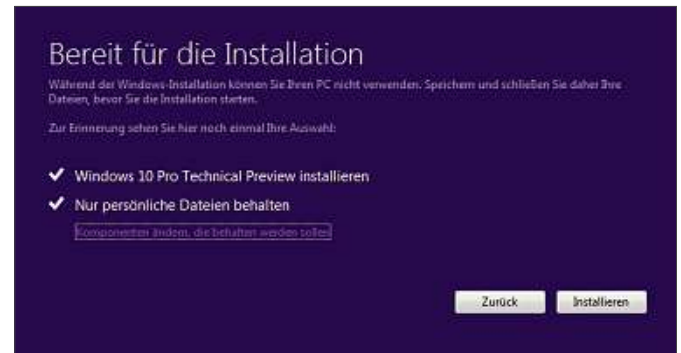 Bereit für die Installation
Während der Windows-Installation können Sie Ihren PC nicht verwenden. Speichern und schließen Sie daher Ihre
Dateien, bevor Sie die Installation starten.
Zur Erinnerung sehen Sie hier noch einmal Ihre Auswahl:
Windows 10 Pro Technical Preview installieren
Nur persönliche Dateien behalten
Komponenten ändern, die behalten werden sollen
Zurück
Installieren